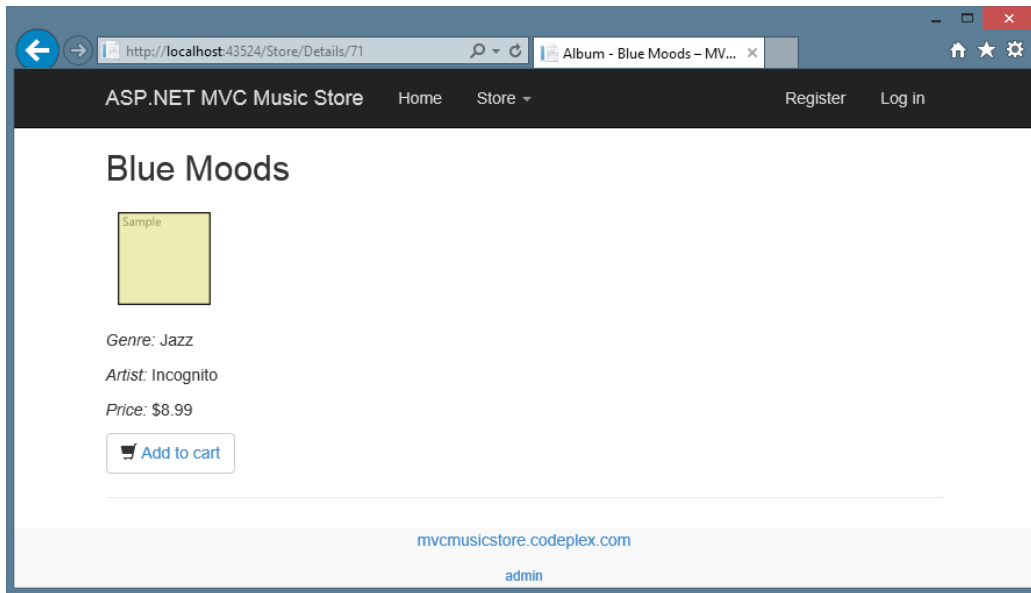 http://localhost:43524/Store/Details/71
Album - Blue Moods – MV...
ASP.NET MVC Music Store Home Store Register Log in
Blue Moods
Sample
Genre: Jazz
Artist: Incognito
Price: $8.99
Add to cart
mvcmusicstore.codeplex.com
admin